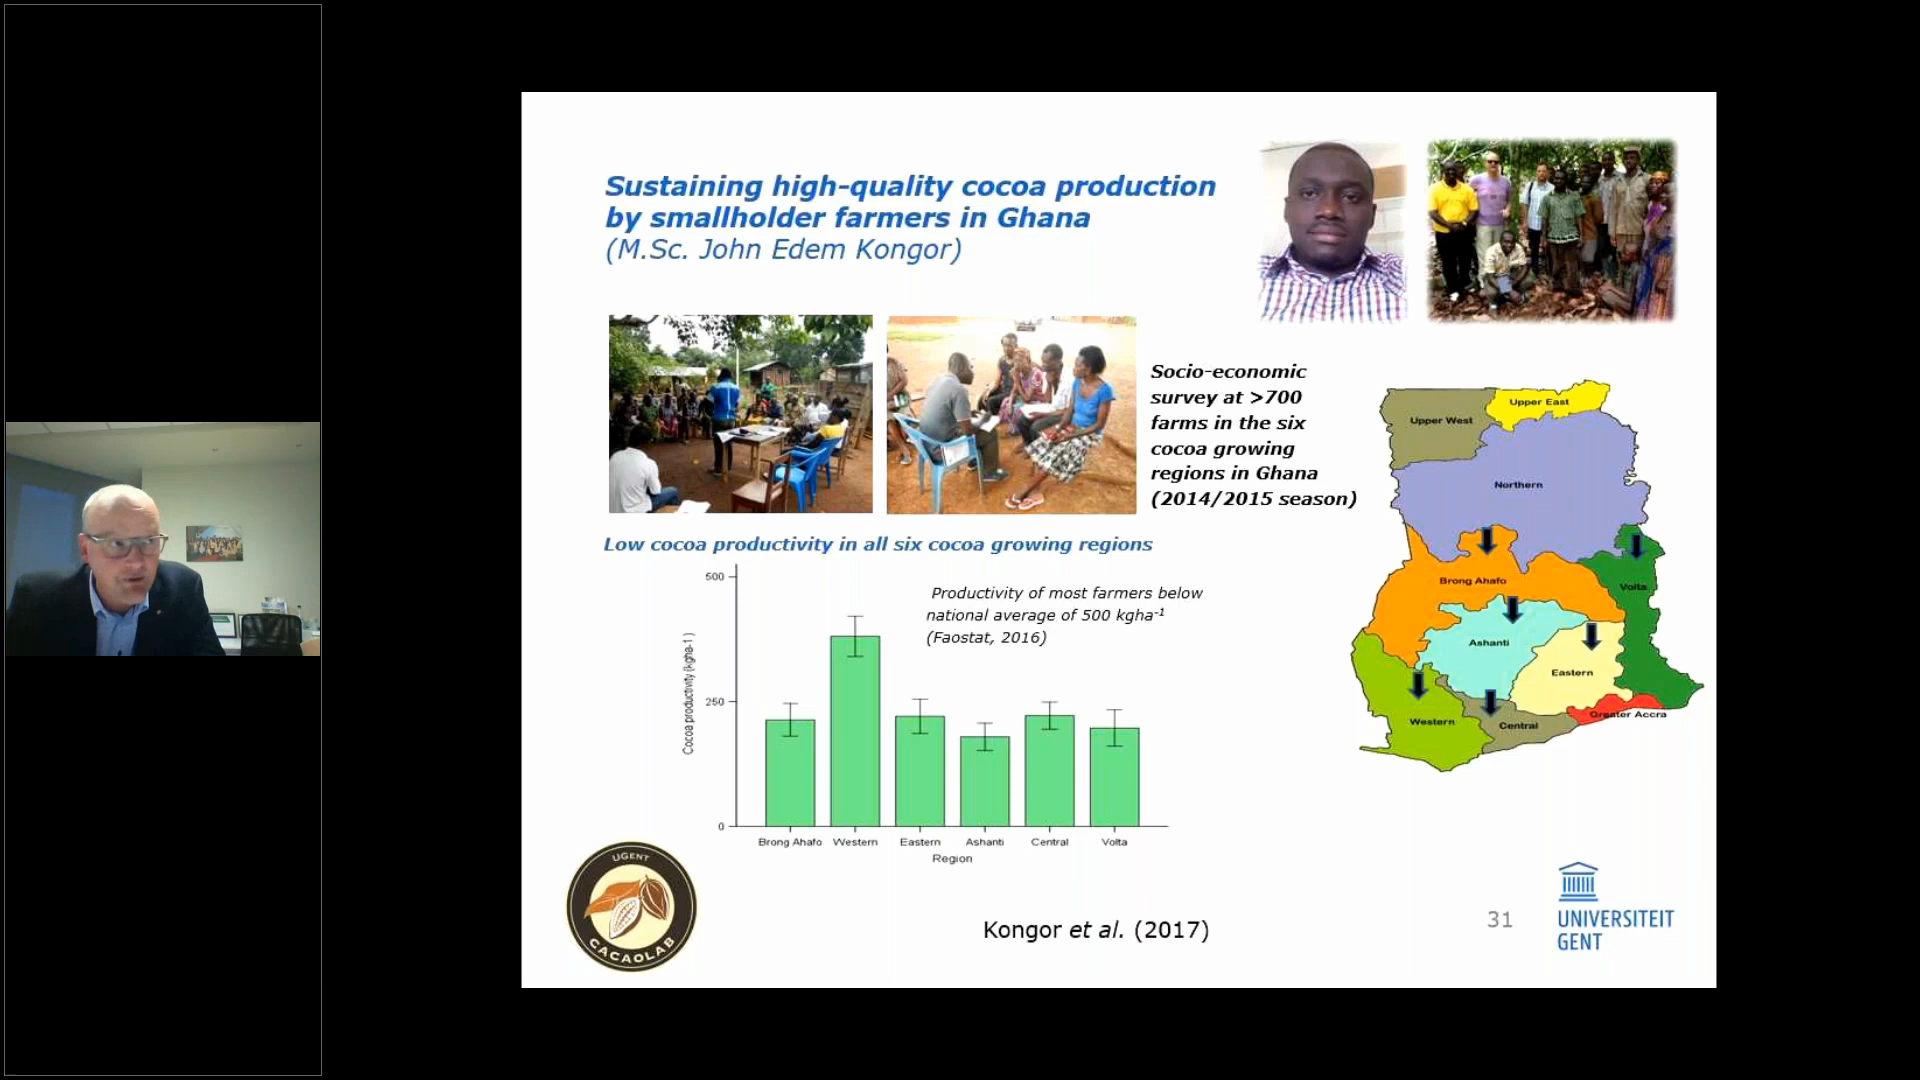 Sustaining high-quality cocoa production
by smallholder farmers in Ghana
(M.Sc. John Edem Kongor)
Socio-economic
survey at >700
farms in the six
cocoa growing
regions in Ghana
(2014/2015 season)
Low cocoa productivity in all six cocoa growing regions
Productivity of most farmers below
national average of 500 kgha-1
(Faostat, 2016)
Cocoa productivity (kgha-1)
500
250
0
Brong Ahafo Western Eastern Ashanti Central Volta
Region
Upper East
Upper West
Northern
Brong Ahafo
Volta
Ashanti
Eastern
Greater Accra
Western
Central
UGENT
CACAOLAB
Kongor et al. (2017)
31
UNIVERSITEIT
GENT